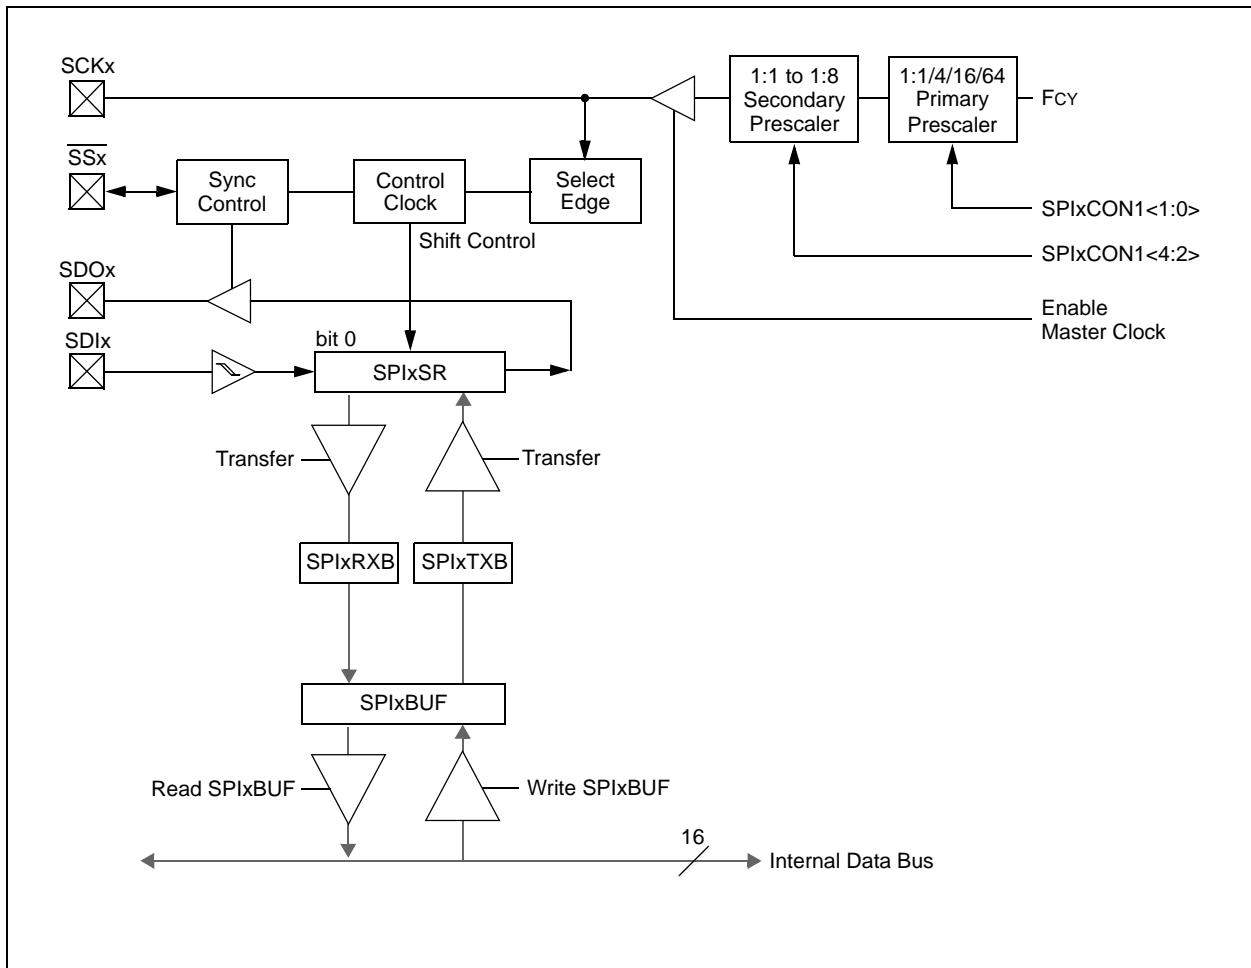 SCKx
1:1 to 1:8
Secondary
Prescaler
1:1/4/16/64
Primary
Prescaler
FCY
SSx
Sync
Control
Control
Clock
Select
Edge
SPIxCON1<1:0>
Shift Control
SPIxCON1<4:2>
SDOx
Enable
Master Clock
SDIx
bit 0
SPIxSR
Transfer
Transfer
SPIxRXB
SPIxTXB
SPIxBUF
Read SPIxBUF
Write SPIxBUF
16
Internal Data Bus